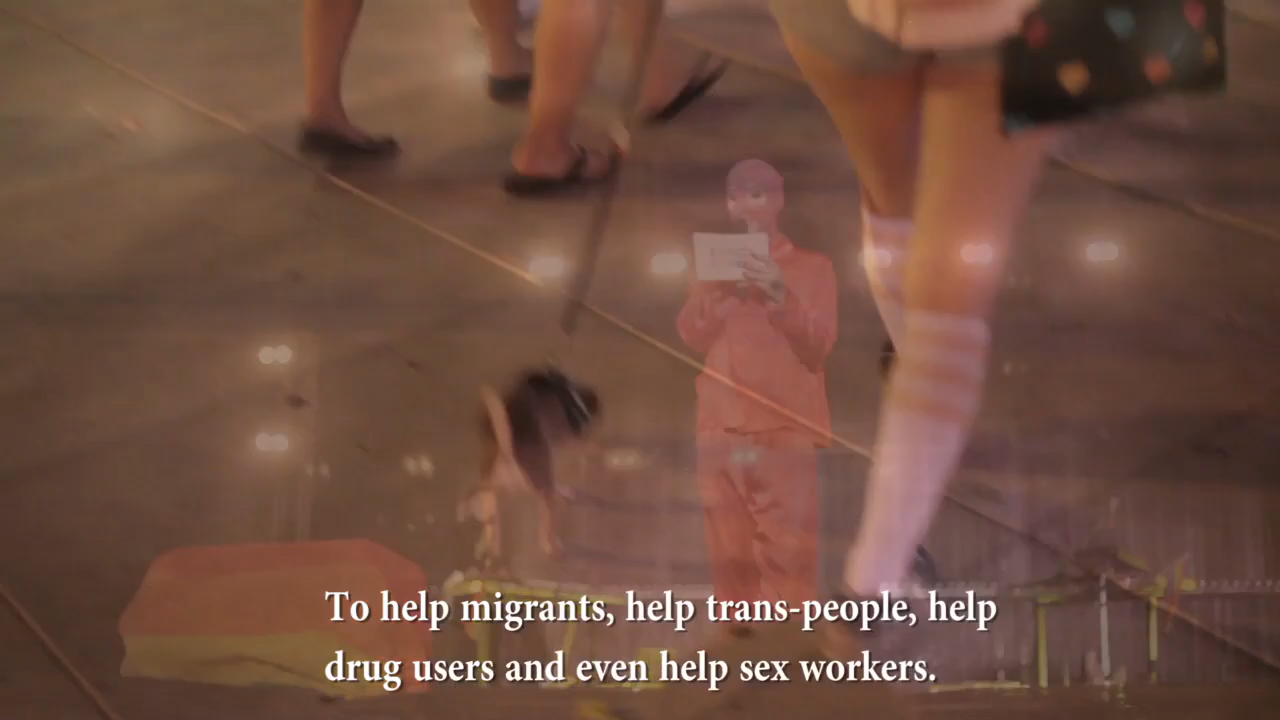 To help migrants, help trans-people, help
drug users and even help sex workers.